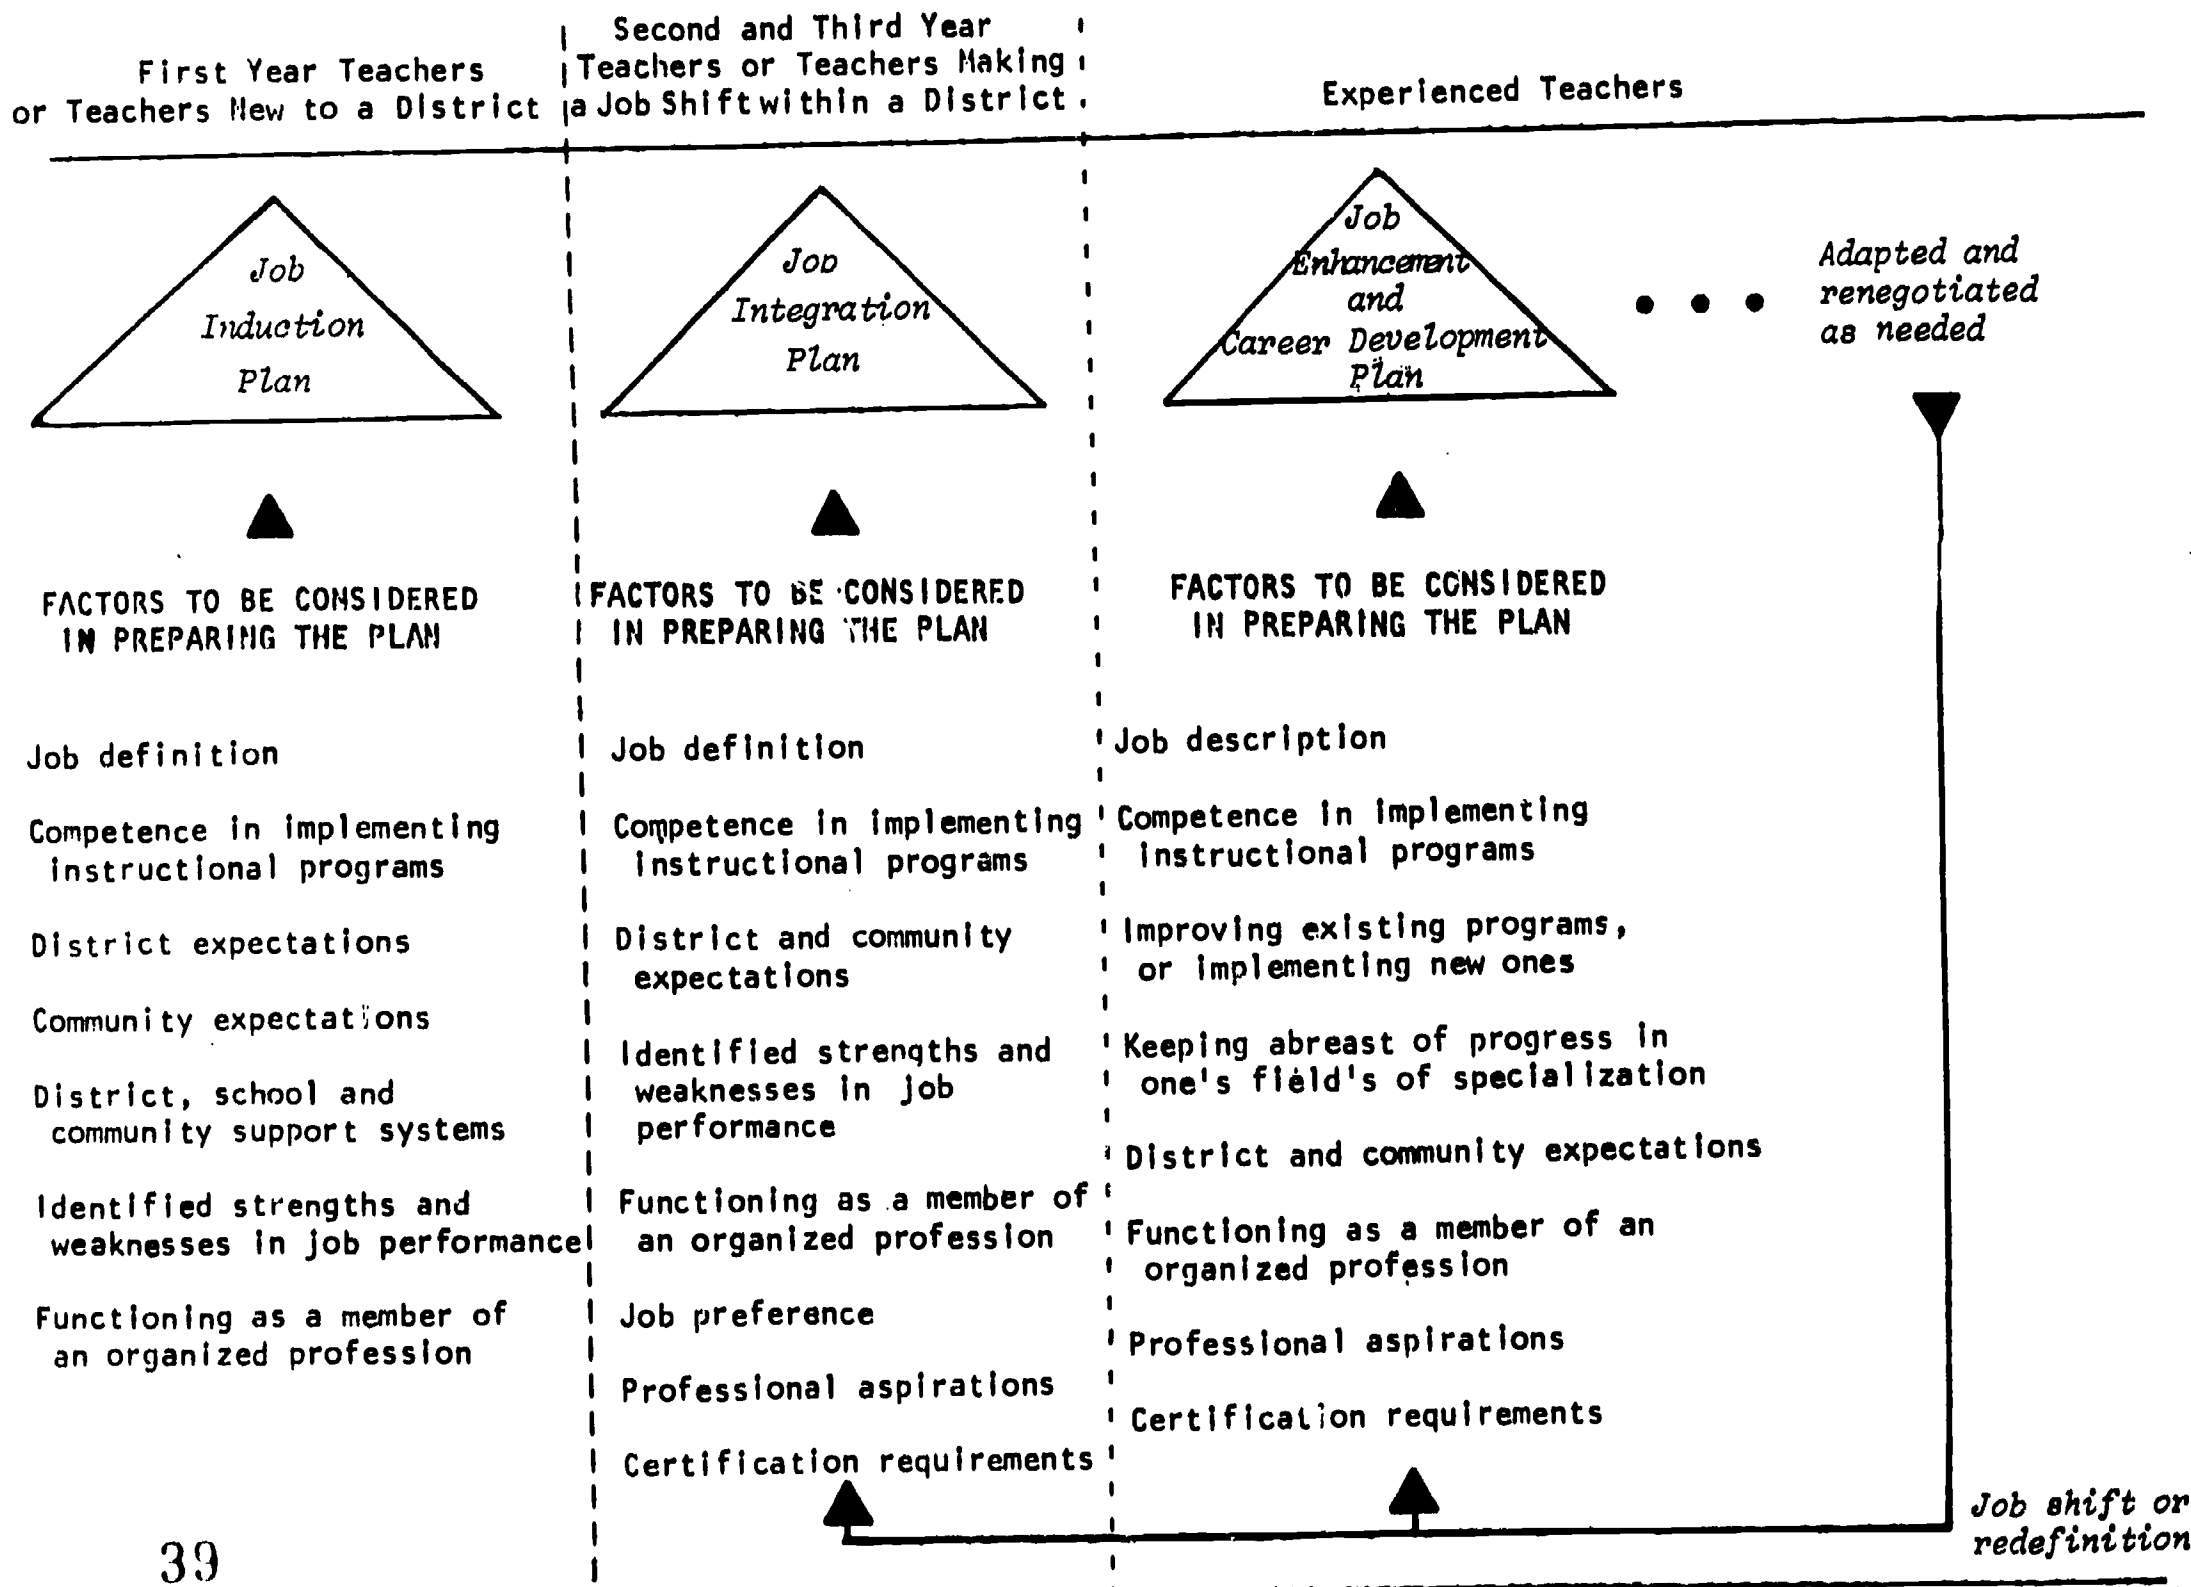 First Year Teachers
or Teachers New to a District
Second and Third Year
Teachers or Teachers Making
a Job Shift within a District
Experienced Teachers
Job
Induction
Plan
Job
Integration
Plan
Job
Enhancement
and
Career Development
Plan
Adapted and
renegotiated
as needed
FACTORS TO BE CONSIDERED
IN PREPARING THE PLAN
Job definition
Competence in implementing
instructional programs
District expectations
Community expectations
District, school and
community support systems
Identified strengths and
weaknesses in job performance
Functioning as a member of
an organized profession
FACTORS TO BE CONSIDERED
IN PREPARING THE PLAN
Job definition
Competence in implementing
instructional programs
District and community
expectations
Identified strengths and
weaknesses in job
performance
Functioning as a member of
an organized profession
Job preference
Professional aspirations
Certification requirements
FACTORS TO BE CONSIDERED
IN PREPARING THE PLAN
Job description
Competence in implementing
instructional programs
Improving existing programs,
or implementing new ones
Keeping abreast of progress in
one's field's of specialization
District and community expectations
Functioning as a member of an
organized profession
Professional aspirations
Certification requirements
Job shift or
redefinition
39